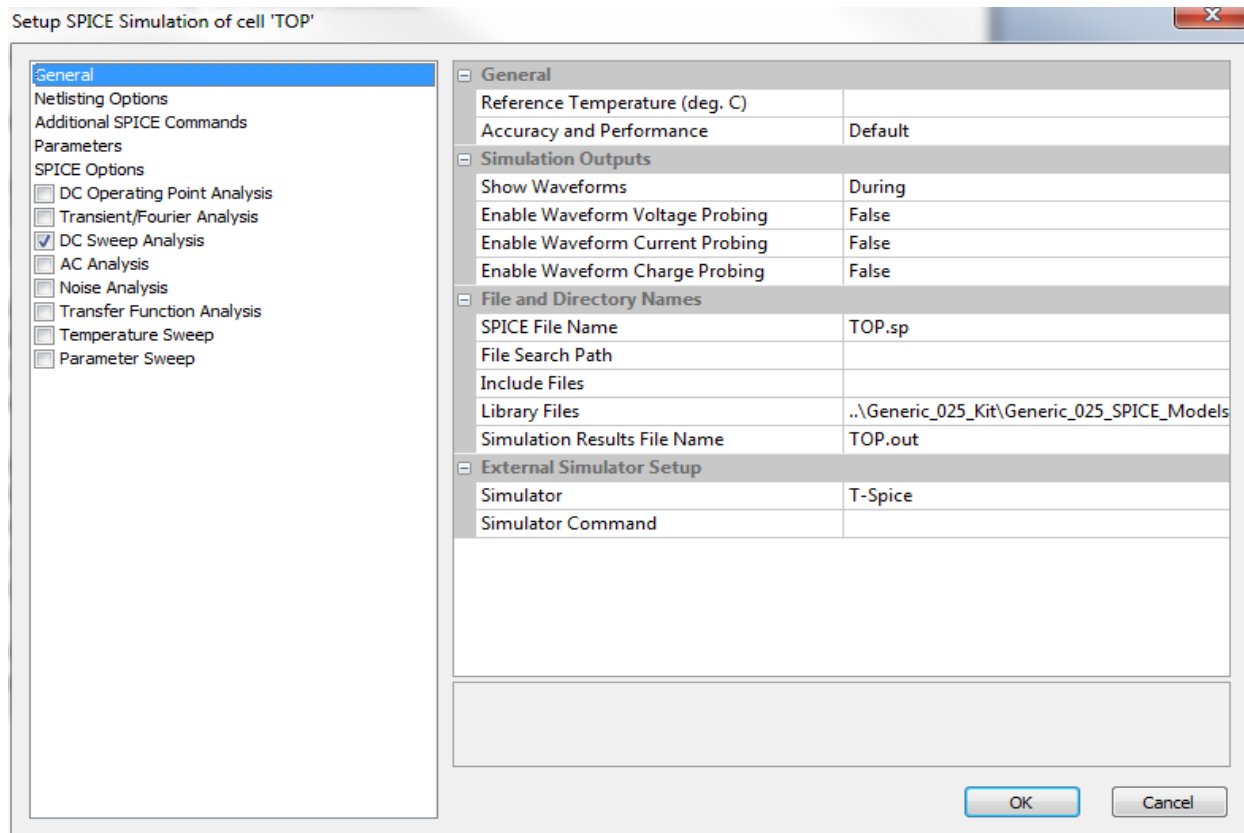 Setup SPICE Simulation of cell 'TOP'
General
Netlisting Options
Additional SPICE Commands
Parameters
SPICE Options
DC Operating Point Analysis
Transient/Fourier Analysis
DC Sweep Analysis
AC Analysis
Noise Analysis
Transfer Function Analysis
Temperature Sweep
Parameter Sweep
General
Reference Temperature (deg. C)
Accuracy and Performance Default
Simulation Outputs
Show Waveforms During
Enable Waveform Voltage Probing False
Enable Waveform Current Probing False
Enable Waveform Charge Probing False
File and Directory Names
SPICE File Name TOP.sp
File Search Path
Include Files
Library Files ..\Generic_025_Kit\Generic_025_SPICE_Models
Simulation Results File Name TOP.out
External Simulator Setup
Simulator T-Spice
Simulator Command
OK Cancel